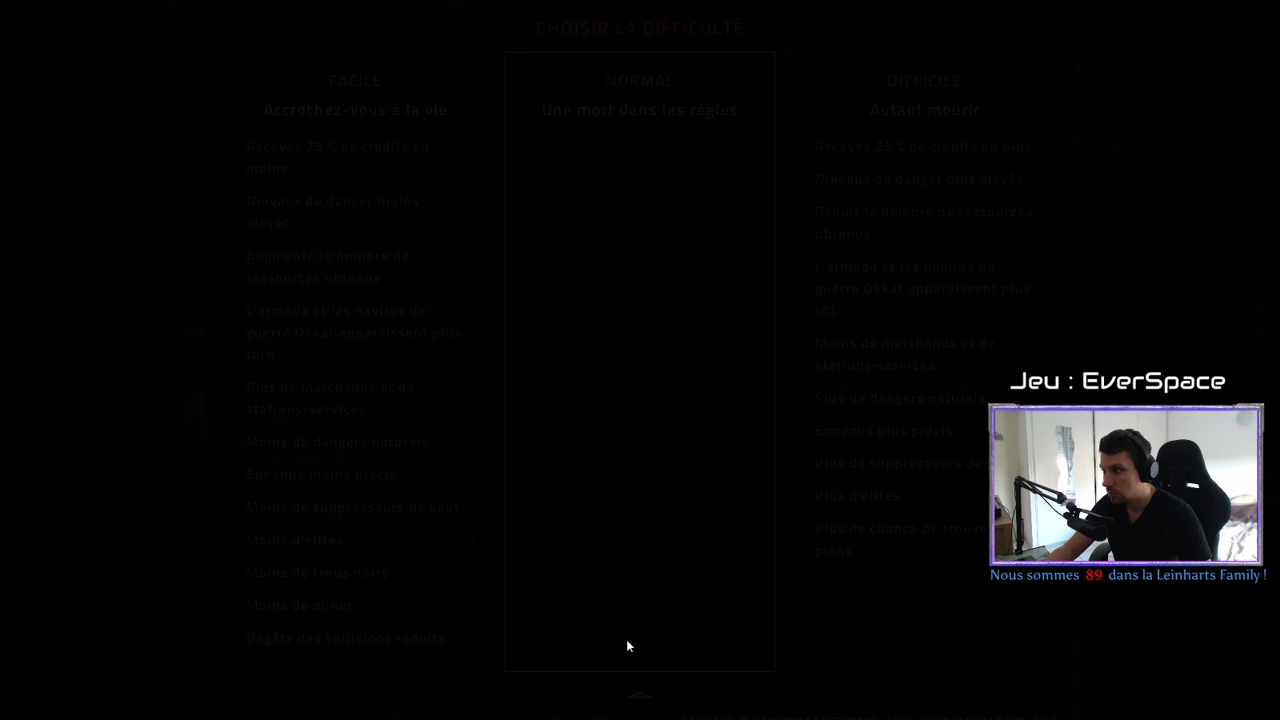 CHOISIR LA DIFFICULTÉ
FACILE
Accrochez-vous à la vie
Recevez 25 % de crédits en
moins
Niveaux de danger moins
élevés
Augmente le nombre de
ressources obtenus
L'armada et les navires de
guerre Okkar apparaissent plus
tard
Plus de marchands et de
stations-services
Moins de dangers naturels
Ennemis moins précis
Moins de suppresseurs de saut
Moins d'élites
Moins de trous noirs
Moins de mines
Dégâts des collisions réduits
NORMAL
Une mort dans les règles
DIFFICILE
Autant mourir
Recevez 25 % de crédits en plus
Niveaux de danger plus élevés
Réduit le nombre de ressources
obtenus
L'armada et les navires de
guerre Okkar apparaissent plus
tôt
Moins de marchands et de
stations-services
Plus de dangers naturels
Ennemis plus précis
Plus de suppresseurs de
Plus d'élites
Plus de chance de trouve
plans
Jeu : EverSpace
Nous sommes 89 dans la Leinharts Family !